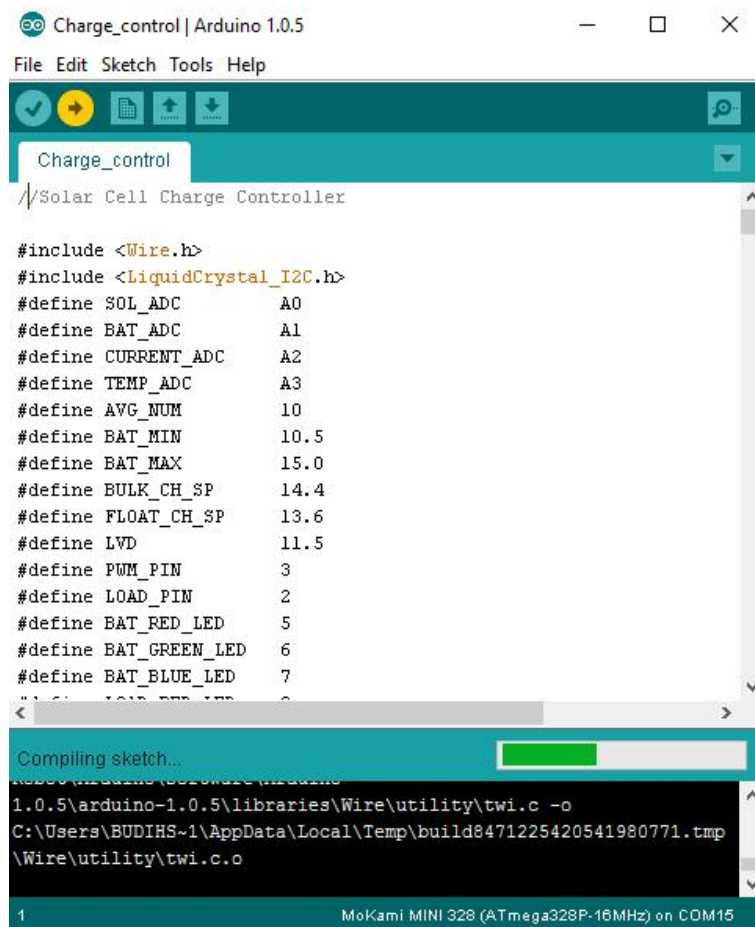 Charge_control | Arduino 1.0.5
File Edit Sketch Tools Help
Charge_control
//Solar Cell Charge Controller
#include <Wire.h>
#include <LiquidCrystal_I2C.h>
#define SOL_ADC A0
#define BAT_ADC A1
#define CURRENT_ADC A2
#define TEMP_ADC A3
#define AVG_NUM 10
#define BAT_MIN 10.5
#define BAT_MAX 15.0
#define BULK_CH_SP 14.4
#define FLOAT_CH_SP 13.6
#define LVD 11.5
#define PWM_PIN 3
#define LOAD_PIN 2
#define BAT_RED_LED 5
#define BAT_GREEN_LED 6
#define BAT_BLUE_LED 7
Compiling sketch...
1.0.5\arduino-1.0.5\libraries\Wire\utility\twi.c -o
C:\Users\BUDIHS~1\AppData\Local\Temp\build8471225420541980771.tmp
\Wire\utility\twi.c.o
1 MoKami MINI 328 (ATmega328P-16MHz) on COM15